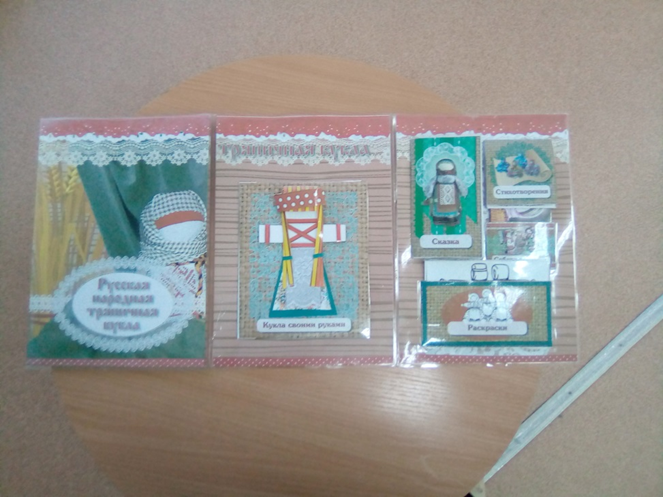 Русская
народная
тряпичная
кукла
тряпичная кукла
Кукла своими руками
Сказка
Стихотворения
Раскраски